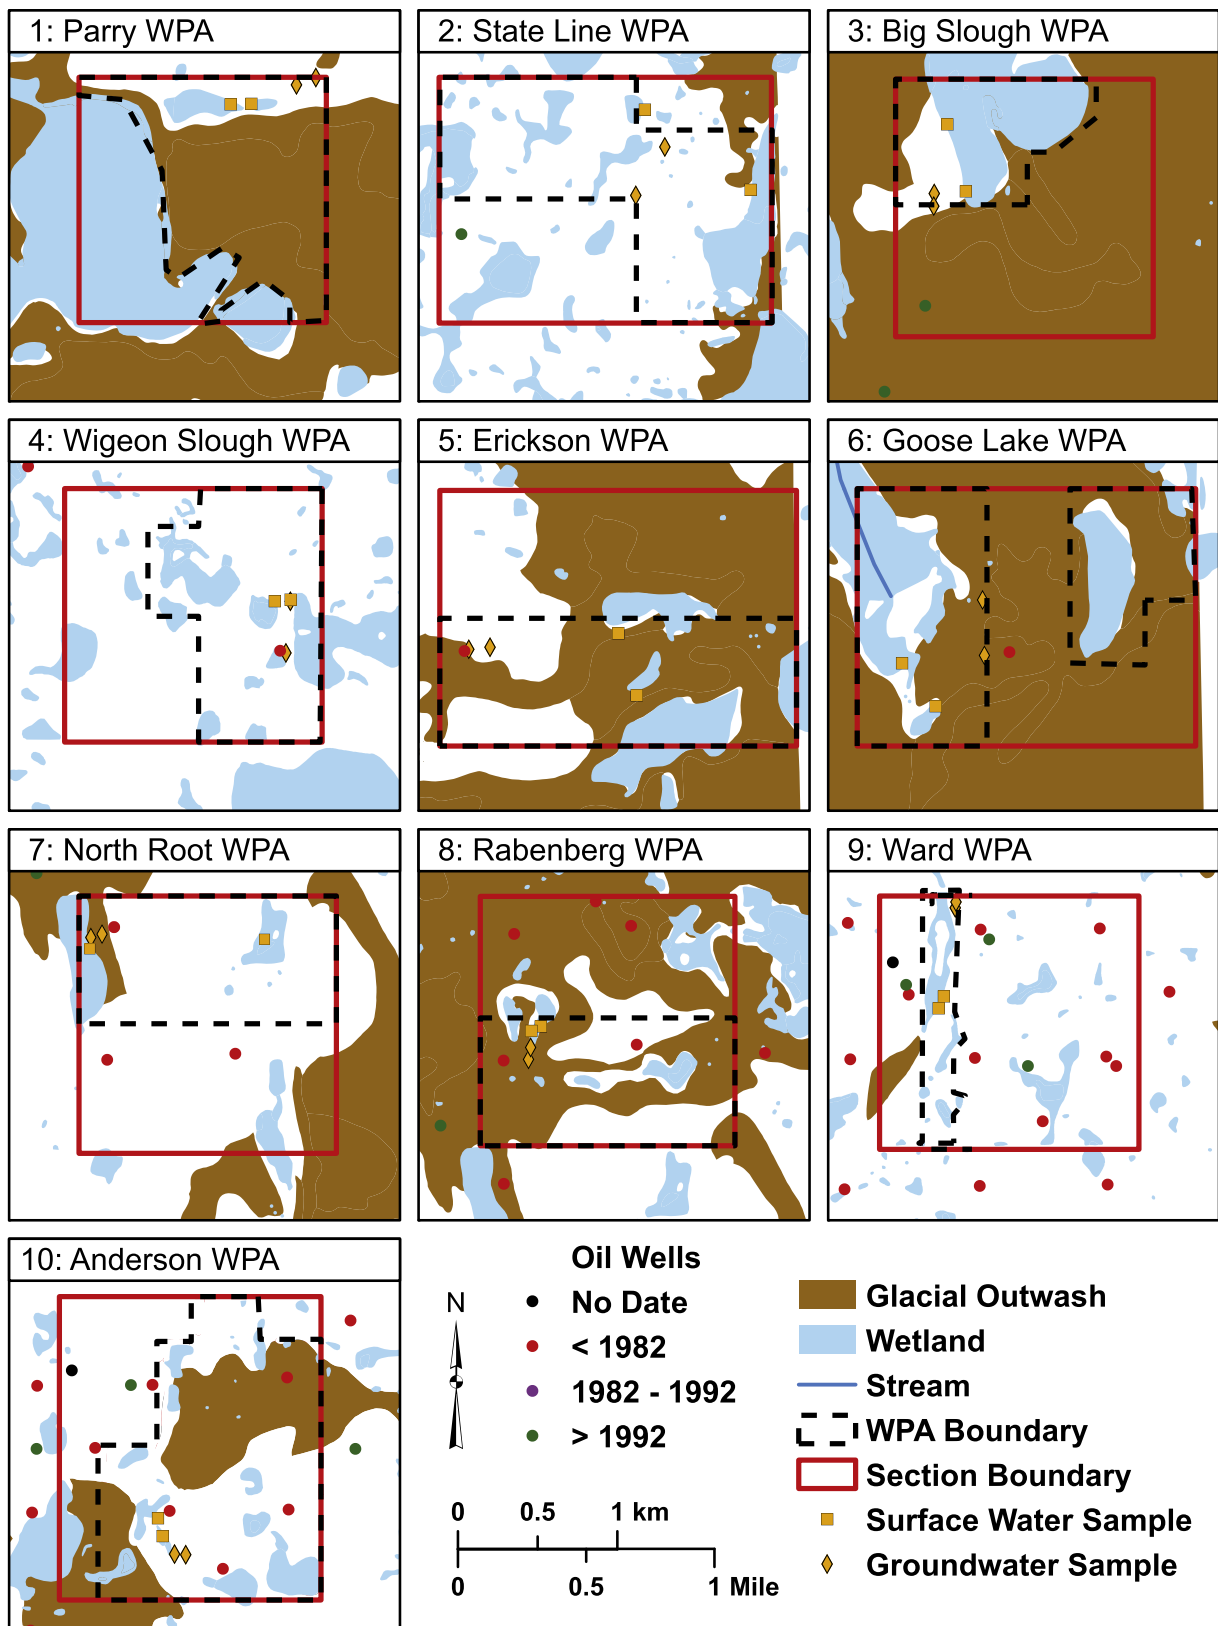 1: Parry WPA
2: State Line WPA
3: Big Slough WPA
4: Wigeon Slough WPA
5: Erickson WPA
6: Goose Lake WPA
7: North Root WPA
8: Rabenberg WPA
9: Ward WPA
10: Anderson WPA
N
Oil Wells
No Date
< 1982
1982 - 1992
> 1992
0 0.5 1 km
0 0.5 1 Mile
Glacial Outwash
Wetland
Stream
WPA Boundary
Section Boundary
Surface Water Sample
Groundwater Sample